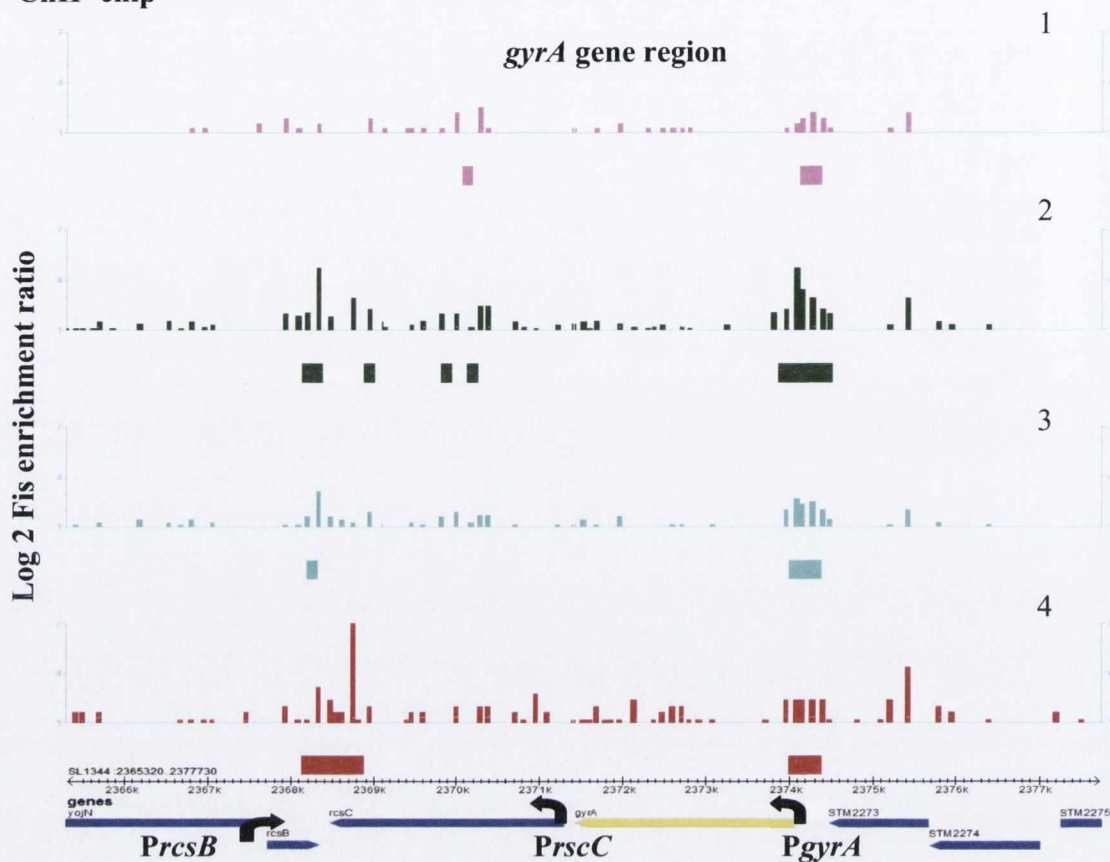 1
gyrA gene region
2
Log 2 Fis enrichment ratio
3
4
SL1344:2365320..2377730
2366k 2367k 2368k 2369k 2370k 2371k 2372k 2373k 2374k 2375k 2376k 2377k
genes
yojN rcsB rcsC gyrA STM2273 STM2274 STM2275
PrcsB PrscC PgyrA